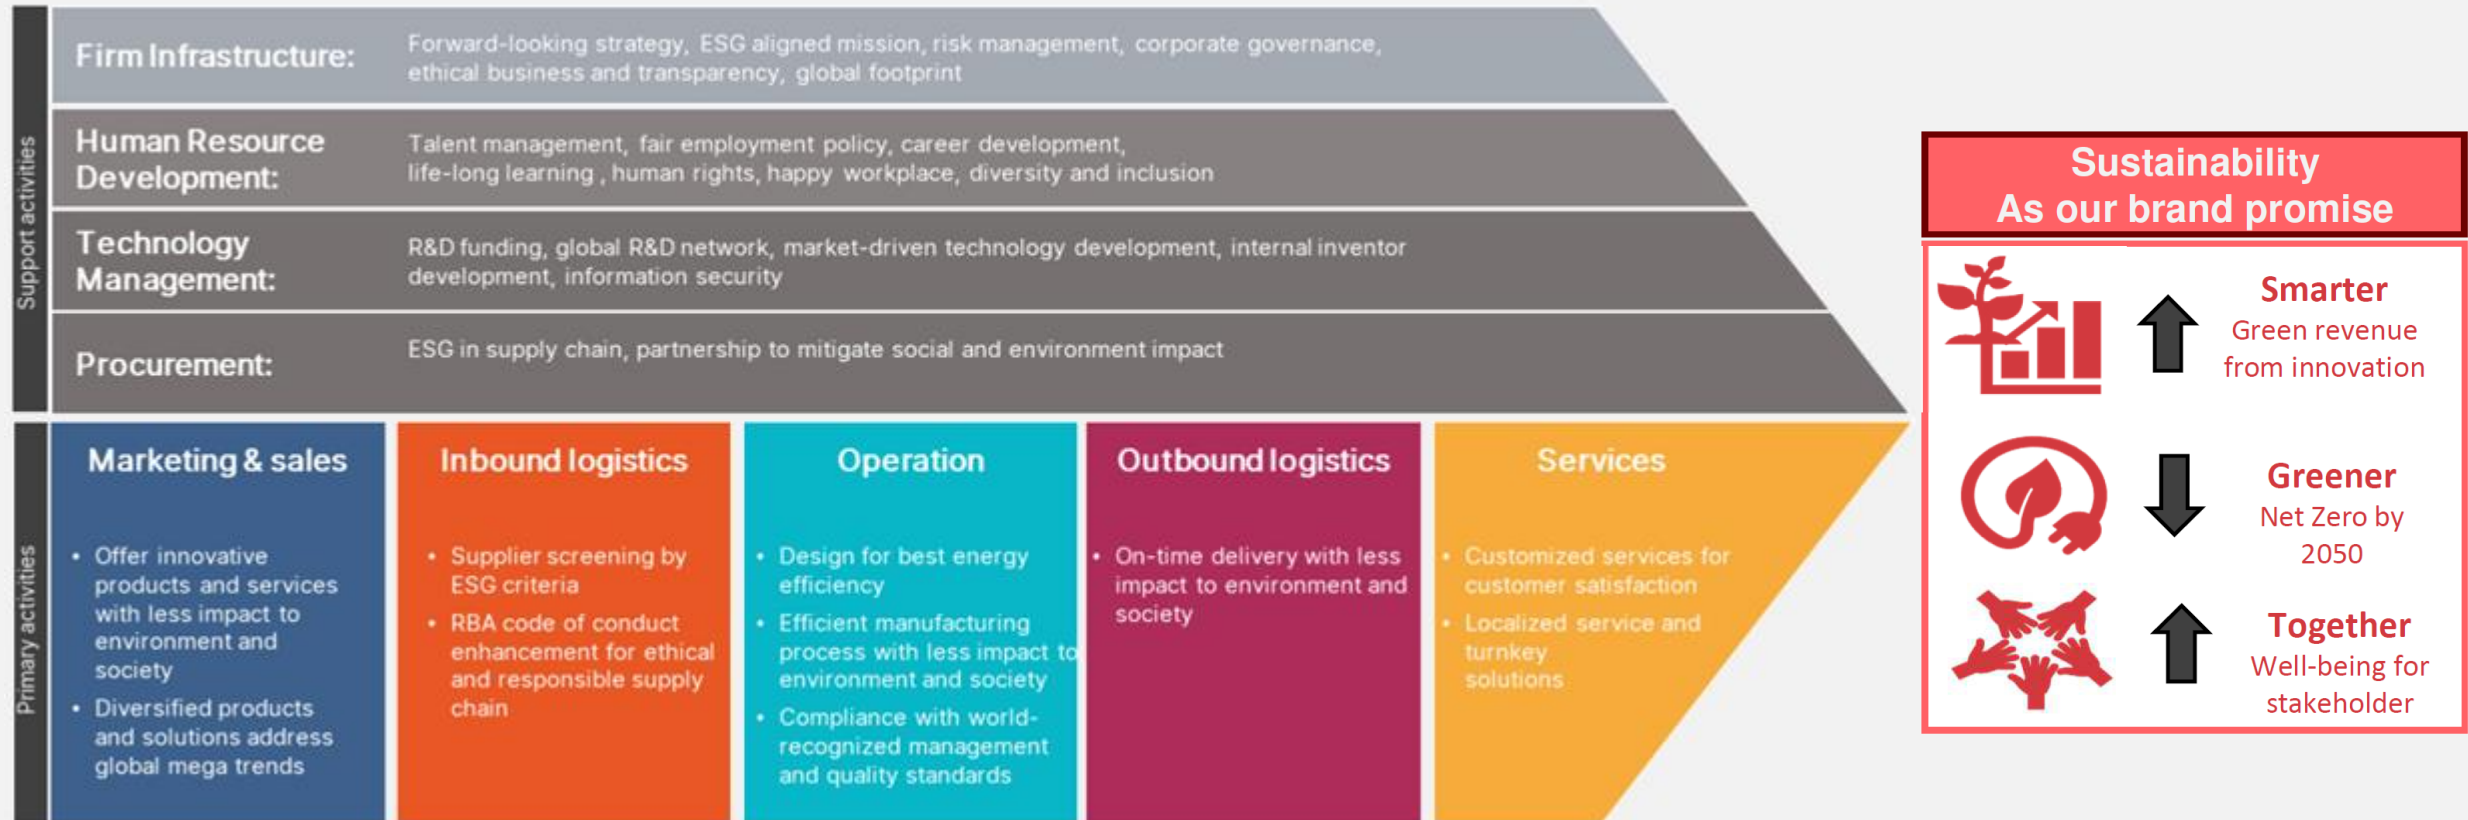 Support activities
Firm Infrastructure:
Forward-looking strategy, ESG aligned mission, risk management, corporate governance,
ethical business and transparency, global footprint
Human Resource
Development:
Talent management, fair employment policy, career development,
life-long learning , human rights, happy workplace, diversity and inclusion
Technology
Management:
R&D funding, global R&D network, market-driven technology development, internal inventor
development, information security
Procurement:
ESG in supply chain, partnership to mitigate social and environment impact
Primary activities
Marketing & sales
• Offer innovative
products and services
with less impact to
environment and
society
• Diversified products
and solutions address
global mega trends
Inbound logistics
• Supplier screening by
ESG criteria
• RBA code of conduct
enhancement for ethical
and responsible supply
chain
Operation
• Design for best energy
efficiency
• Efficient manufacturing
process with less impact to
environment and society
• Compliance with world-
recognized management
and quality standards
Outbound logistics
• On-time delivery with less
impact to environment and
society
Services
• Customized services for
customer satisfaction
• Localized service and
turnkey
solutions
Sustainability
As our brand promise
Smarter
Green revenue
from innovation
Greener
Net Zero by
2050
Together
Well-being for
stakeholder